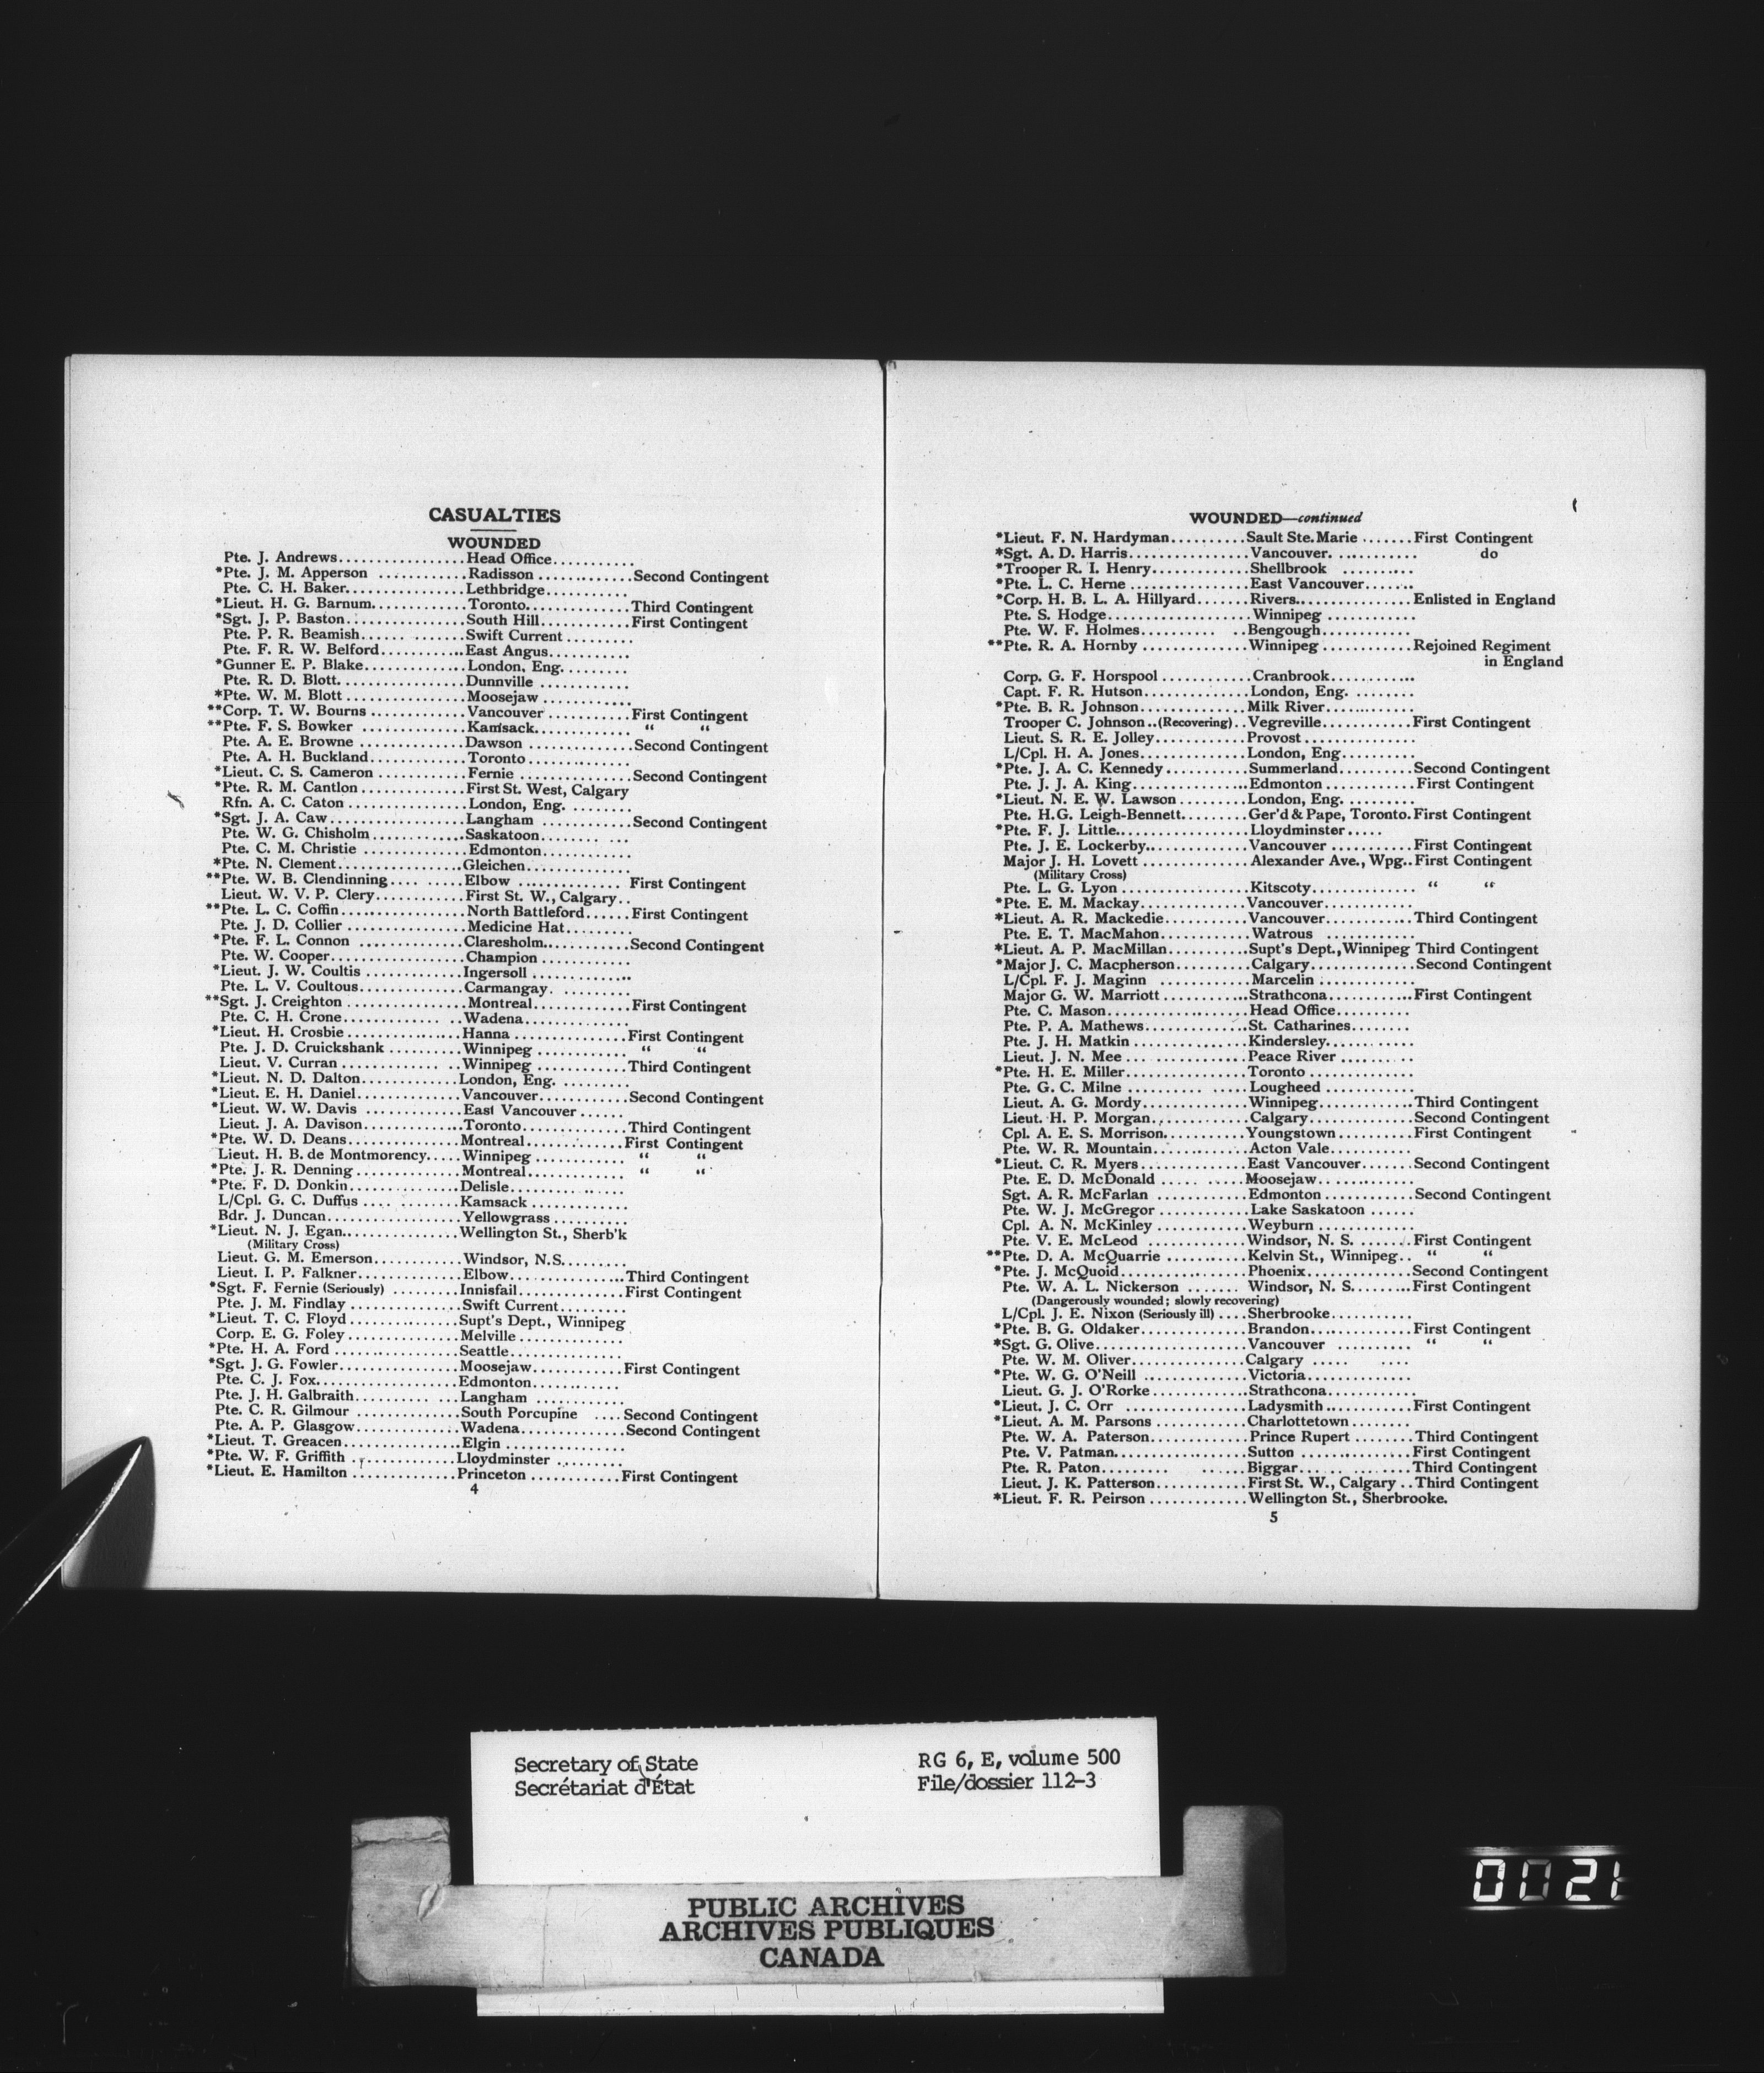 CASUALTIES
WOUNDED
Pte. J. Andrews................Head Office...........
*Pte. J. M. Apperson ...........Radisson ............Second Contingent
Pte. C. H. Baker...............Lethbridge...........
*Lieut. H. G. Barnum............Toronto.............Third Contingent
*Sgt. J. P. Baston...............South Hill............First Contingent
Pte. P. R. Beamish...... .......Swift Current.........
Pte. F. R. W. Belford...........East Angus...........
*Gunner E. P. Blake.............London, Eng.........
Pte. R. D. Blott................Dunnville ............
*Pte. W. M. Blott...............Moosejaw ............
**Corp. T. W. Bourns............Vancouver...........First Contingent
**Pte. F. S. Bowker .............Kamsack............. “ “
Pte. A. E. Browne .............Dawson .............Second Contingent
Pte. A. H. Buckland............Toronto.............
*Lieut. C. S. Cameron ...........Fernie ..............Second Contingent
*Pte. R. M. Cantlon.............First St. West, Calgary
Rfn. A. C. Caton...............London, Eng. ........
*Sgt. J. A. Caw.................Langham ...........Second Contingent
Pte. W. G. Chisholm............Saskatoon....... ...
Pte. C. M. Christie .............Edmonton...........
*Pte. N. Clement................Gleichen.............
**Pte. W. B. Clendinning.... .....Elbow ............. First Contingent
Lieut. W. V. P. Clery...........First St. W., Calgary..
**Pte. L. C. Coffin................North Battleford......First Contingent
Pte. J. D. Collier ...............Medicine Hat.........
*Pte. F. L. Connon .............Claresholm...........Second Contingent
Pte. W. Cooper.................Champion ...........
*Lieut. J. W. Coultis ............Ingersoll .............
Pte. L. V. Coultous.............Carmangay. .........
**Sgt. J. Creighton ...............Montreal.............First Contingent
Pte. C. H. Crone............ ..Wadena.............
*Lieut. H. Crosbie ...............Hanna ..............First Contingent
Pte. J. D. Cruickshank..........Winnipeg ........... “ “
Lieut. V. Curran ............. ..Winnipeg ...........Third Contingent
*Lieut. N. D. Dalton............London, Eng. .........
*Lieut. E. H. Daniel.............Vancouver...........Second Contingent
*Lieut. W. W. Davis ............East Vancouver ......
Lieut. J. A. Davison............Toronto.............Third Contingent
*Pte. W. D. Deans..............Montreal............First Contingent
Lieut. H. B. de Montmorency.....Winnipeg ........... “ “
*Pte. J. R. Denning.............Montreal............ “ “
*Pte. F. D. Donkin..............Delisle...............
L/Cpl. G. C. Duffus .... ........Kamsack.............
Bdr. J. Duncan.................Yellowgrass..........
*Lieut. N. J. Egan..............Wellington St., Sherb'k
(Military Cross)
Lieut. G. M. Emerson...........Windsor, N.S.........
Lieut. I. P. Falkner.............Elbow..............Third Contingent
*Sgt. F. Fernie (Seriously) .........Innisfail.............First Contingent
Pte. J. M. Findlay ..............Swift Current.........
*Lieut. T. C. Floyd..............Supt's Dept., Winnipeg
Corp. E. G. Foley..............Melville.............
*Pte. H. A. Ford ................Seattle...............
*Sgt. J. G. Fowler...............Moosejaw............First Contingent
Pte. C. J. Fox..................Edmonton...........
Pte. J. H. Galbraith.............Langham ............
Pte. C. R. Gilmour .............South Porcupine ....Second Contingent
Pte. A. P. Glasgow..............Wadena.............Second Contingent
*Lieut. T. Greacen...............Elgin ................
*Pte. W. F. Griffith ..............Lloydminster .........
*Lieut. E. Hamilton .............Princeton ............First Contingent
4
WOUNDED—continued
*Lieut. F. N. Hardyman..........Sault Ste. Marie .......First Contingent
*Sgt. A. D. Harris...............Vancouver............ do
*Trooper R. I. Henry............Shellbrook ..........
*Pte. L. C. Herne ...............East Vancouver.......
*Corp. H. B. L. A. Hillyard.......Rivers................Enlisted in England
Pte. S. Hodge..................Winnipeg ............
Pte. W. F. Holmes.......... ..Bengough............
**Pte. R. A. Hornby .............Winnipeg ............Rejoined Regiment
in England
Corp. G. F. Horspool ............Cranbrook............
Capt. F. R. Hutson.............London, Eng. ........
*Pte. B. R. Johnson.............Milk River............
Trooper C. Johnson..(Recovering)..Vegreville............First Contingent
Lieut. S. R. E. Jolley............Provost ...............
L/Cpl. H. A. Jones..............London, Eng..........
*Pte. J. A. C. Kennedy...........Summerland..........Second Contingent
Pte. J. J. A. King...............Edmonton ............First Contingent
*Lieut. N. E. W. Lawson.........London, Eng. .........
Pte. H.G. Leigh-Bennett.........Ger'd & Pape, Toronto.First Contingent
*Pte. F. J. Little.................Lloydminster.....
Pte. J. E. Lockerby..............Vancouver ...........First Contingent
Major J. H. Lovett..............Alexander Ave., Wpg..First Contingent
(Military Cross)
Pte. L. G. Lyon.................Kitscoty............. “ “
*Pte. E. M. Mackay.............Vancouver............
*Lieut. A. R. Mackedie...........Vancouver...........Third Contingent
Pte. E. T. MacMahon...........Watrous ...........
*Lieut. A. P. MacMillan..........Supt's Dept.,Winnipeg Third Contingent
*Major J. C. Macpherson..........Calgary..............Second Contingent
L/Cpl. F. J. Maginn ............Marcelin .............
Major G. W. Marriott...........Strathcona...........First Contingent
Pte. C. Mason..................Head Office..........
Pte. P. A. Mathews.............St. Catharines........
Pte. J. H. Matkin ..............Kindersley............
Lieut. J. N. Mee... ............Peace River .........
*Pte. H. E. Miller...............Toronto .............
Pte. G. C. Milne .......... .....Lougheed ............
Lieut. A. G. Mordy.............Winnipeg............Third Contingent
Lieut. H. P. Morgan.............Calgary..............Second Contingent
Cpl. A. E. S. Morrison...........Youngstown..........First Contingent
Pte. W. R. Mountain............Acton Vale...........
*Lieut. C. R. Myers.............East Vancouver.......Second Contingent
Pte. E. D. McDonald ..... .....Moosejaw............
Sgt. A. R. McFarlan ............Edmonton ............Second Contingent
Pte. W. J. McGregor ............Lake Saskatoon ......
Cpl. A. N. McKinley............Weyburn ............
Pte. V. E. McLeod .............Windsor, N. S. .......First Contingent
**Pte. D. A. McQuarrie...........Kelvin St., Winnipeg.. “ “
*Pte. J. McQuoid................Phoenix..............Second Contingent
Pte. W. A. L. Nickerson .........Windsor, N. S.........First Contingent
(Dangerously wounded; slowly recovering)
L/Cpl. J. E. Nixon (Seriously ill)....Sherbrooke...........
*Pte. B. G. Oldaker..............Brandon.............First Contingent
*Sgt. G. Olive...................Vancouver .......... “ “
Pte. W. M. Oliver...............Calgary ..... ....
*Pte. W. G. O'Neill .............Victoria..............
Lieut. G. J. O'Rorke............Strathcona............
*Lieut. J. C. Orr ................Ladysmith............First Contingent
*Lieut. A. M. Parsons ...........Charlottetown........
Pte. W. A. Paterson.............Prince Rupert ........Third Contingent
Pte. V. Patman.................Sutton ...............First Contingent
Pte. R. Paton......... ......Biggar...............Third Contingent
Lieut. J. K. Patterson...........First St. W., Calgary..Third Contingent
*Lieut. F. R. Peirson ............Wellington St., Sherbrooke.
5
Secretary of State
Secrétariat d'État
RG 6, E, volume 500
File/dossier 112-3
PUBLIC ARCHIVES
ARCHIVES PUBLIQUES
CANADA
0021